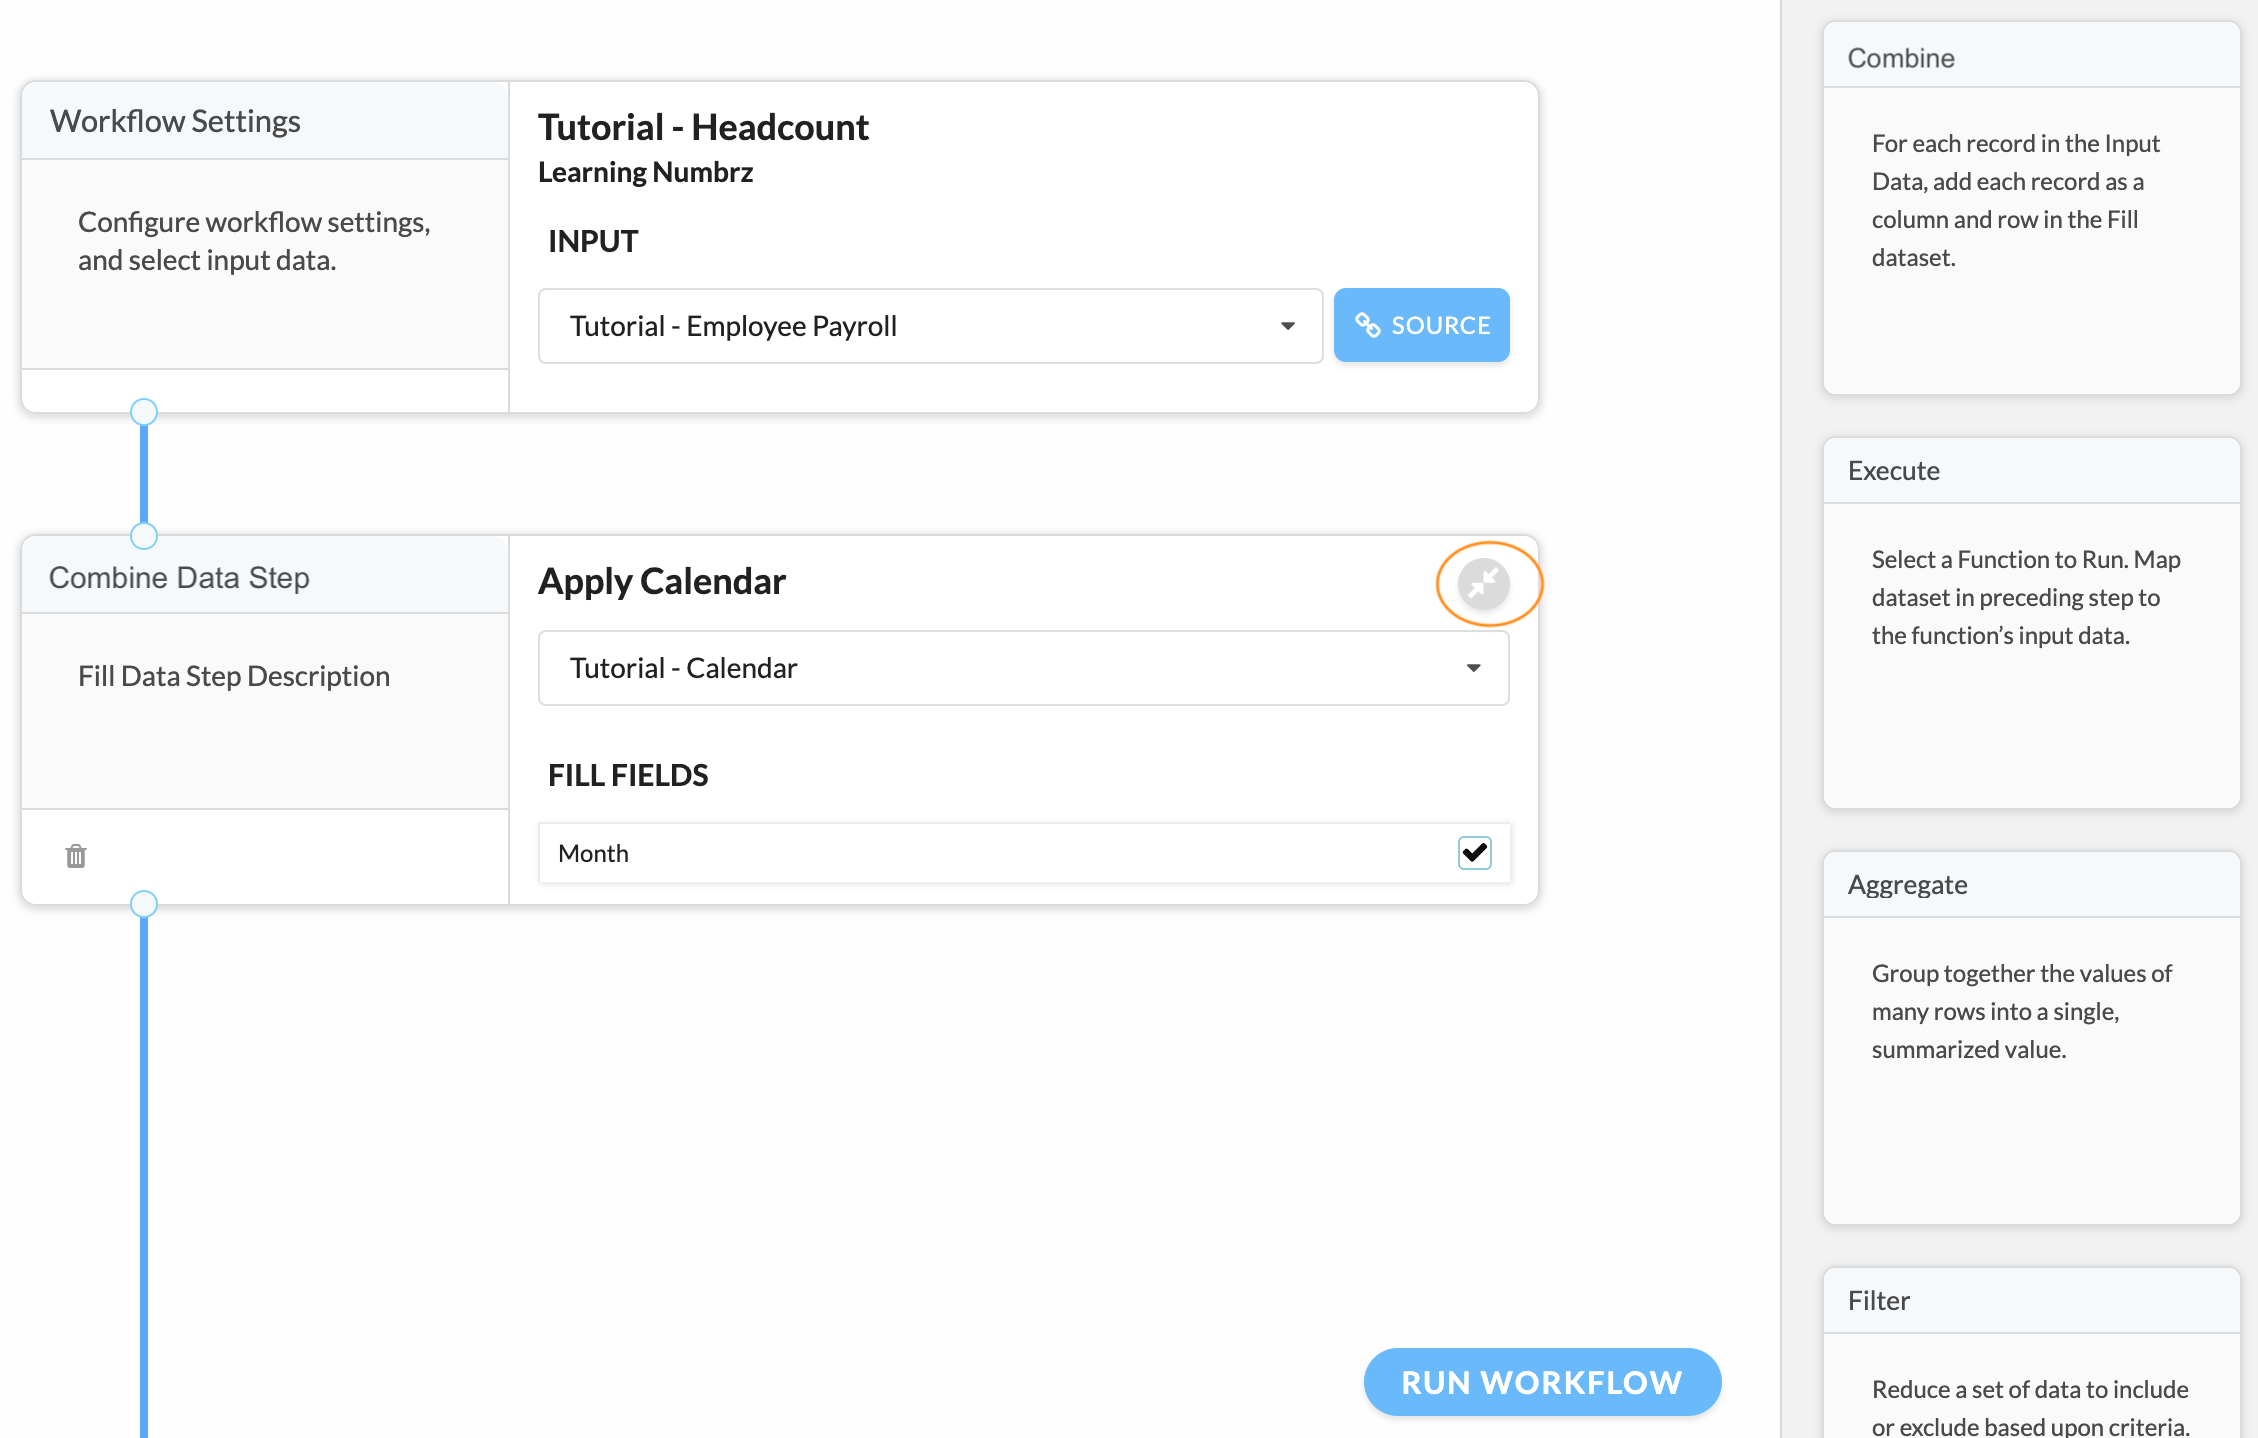 Workflow Settings
Configure workflow settings,
and select input data.
Tutorial - Headcount
Learning Numbrz
INPUT
Tutorial - Employee Payroll
SOURCE
Combine Data Step
Fill Data Step Description
Apply Calendar
Tutorial - Calendar
FILL FIELDS
Month
RUN WORKFLOW
Combine
For each record in the Input
Data, add each record as a
column and row in the Fill
dataset.
Execute
Select a Function to Run. Map
dataset in preceding step to
the function's input data.
Aggregate
Group together the values of
many rows into a single,
summarized value.
Filter
Reduce a set of data to include
or exclude based upon criteria.